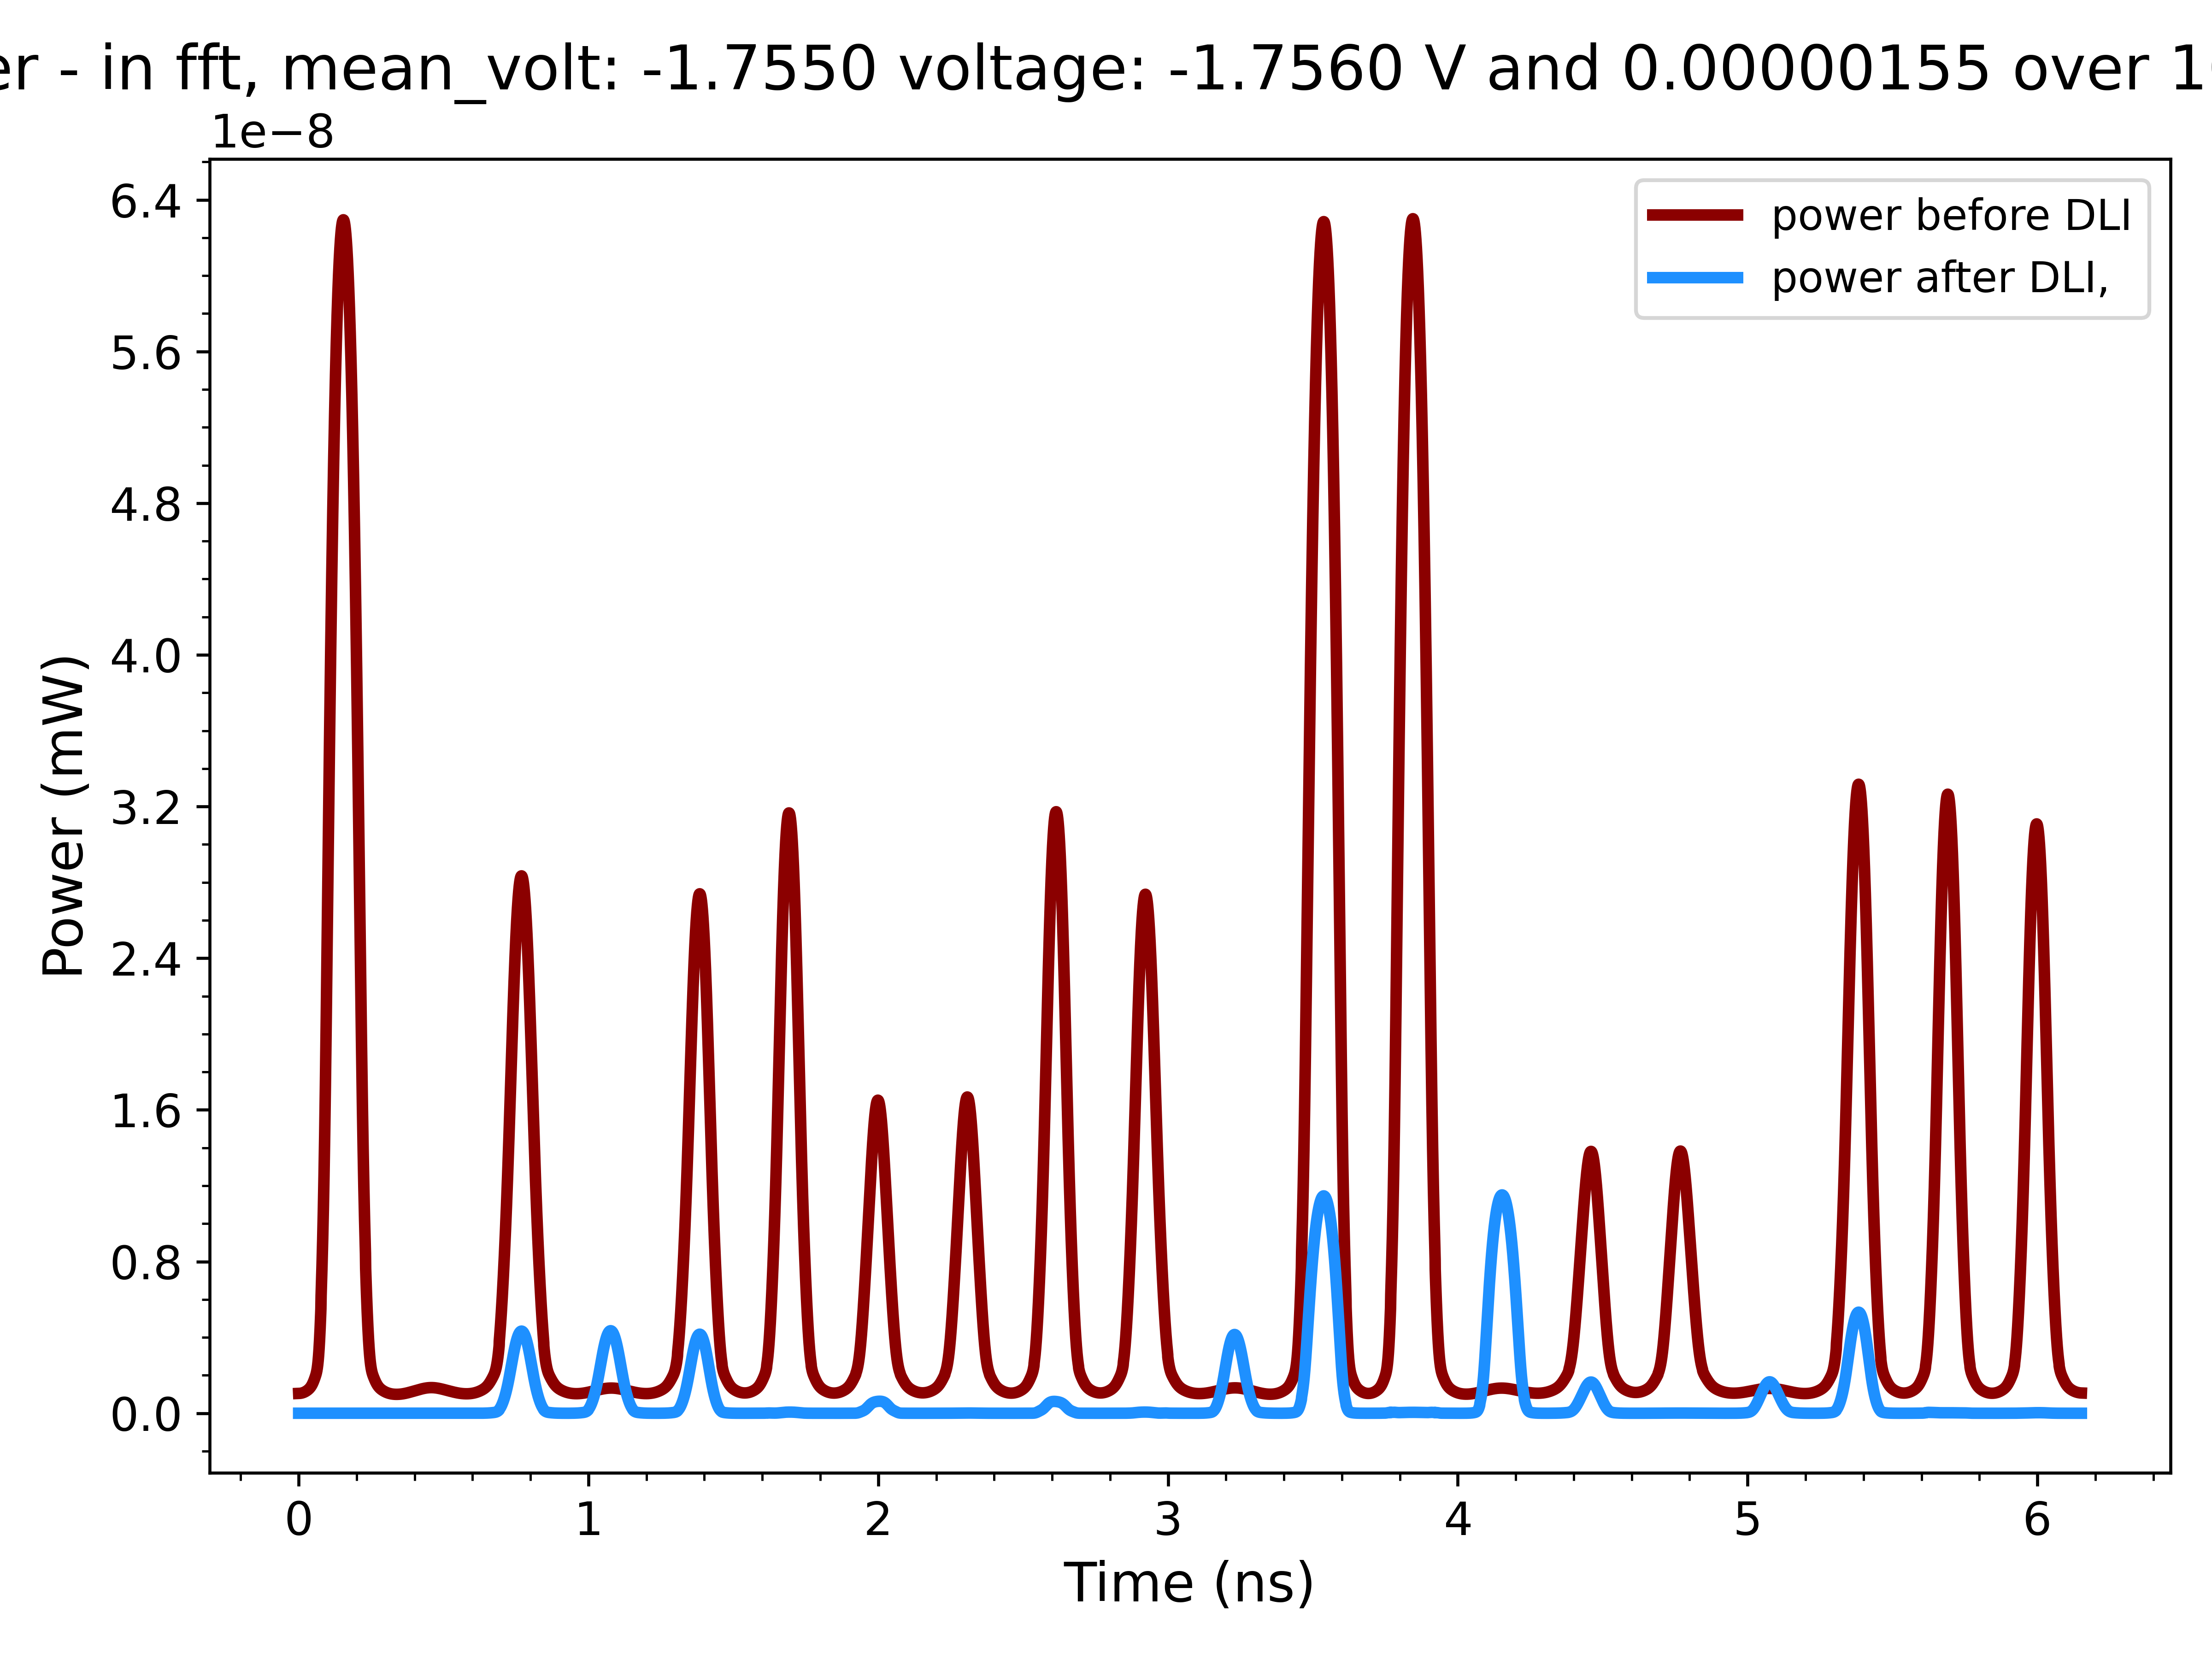 er - in fft, mean_volt: -1.7550 voltage: -1.7560 V and 0.00000155 over 1
1e−8
6.4
5.6
4.8
4.0
3.2
2.4
1.6
0.8
0.0
Power (mW)
power before DLI
power after DLI,
0 1 2 3 4 5 6
Time (ns)